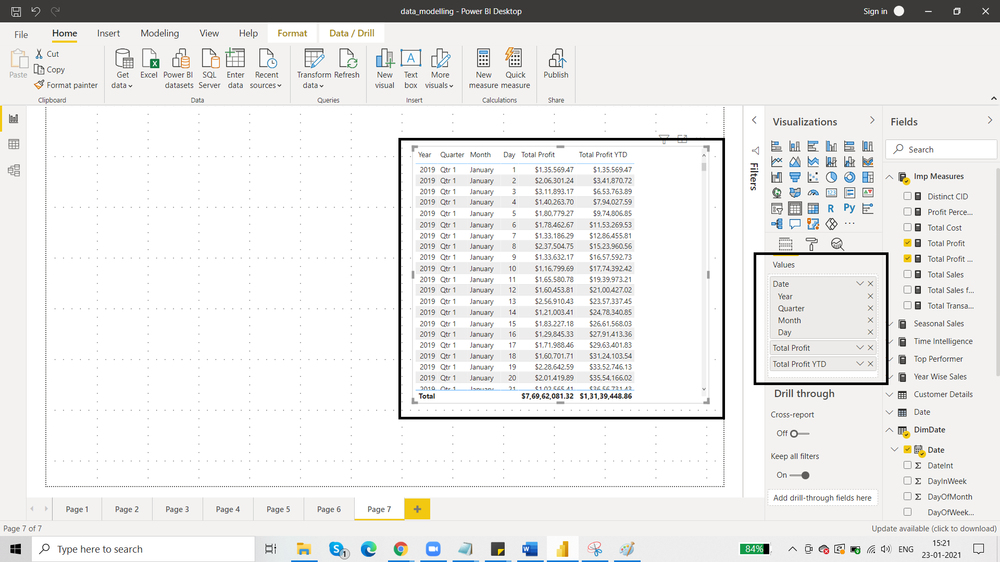 data_modelling - Power BI Desktop
Sign in
File Home Insert Modeling View Help Format Data / Drill
Paste
Cut
Copy
Format painter
Clipboard
Get data
Excel
Power BI datasets
SQL Server
Enter data
Recent sources
Data
Transform data
Refresh
Queries
New visual
Text box
More visuals
Insert
New measure
Quick measure
Calculations
Publish
Share
Year Quarter Month Day Total Profit Total Profit YTD
2019 Qtr 1 January 1 $1,35,569.47 $1,35,569.47
2019 Qtr 1 January 2 $2,06,301.24 $3,41,870.72
2019 Qtr 1 January 3 $3,11,893.17 $6,53,763.89
2019 Qtr 1 January 4 $1,40,263.70 $7,94,027.59
2019 Qtr 1 January 5 $1,80,779.27 $9,74,806.85
2019 Qtr 1 January 6 $1,78,462.67 $11,53,269.53
2019 Qtr 1 January 7 $1,33,186.29 $12,86,455.81
2019 Qtr 1 January 8 $2,37,504.75 $15,23,960.56
2019 Qtr 1 January 9 $1,33,632.17 $16,57,592.73
2019 Qtr 1 January 10 $1,16,799.69 $17,74,392.42
2019 Qtr 1 January 11 $1,65,580.78 $19,39,973.21
2019 Qtr 1 January 12 $1,60,453.81 $21,00,427.02
2019 Qtr 1 January 13 $2,56,910.43 $23,57,337.45
2019 Qtr 1 January 14 $1,21,003.41 $24,78,340.85
2019 Qtr 1 January 15 $1,83,227.18 $26,61,568.03
2019 Qtr 1 January 16 $1,29,845.33 $27,91,413.36
2019 Qtr 1 January 17 $1,71,988.46 $29,63,401.83
2019 Qtr 1 January 18 $1,60,701.71 $31,24,103.54
2019 Qtr 1 January 19 $2,28,642.59 $33,52,746.13
2019 Qtr 1 January 20 $2,01,419.89 $35,54,166.02
2019 Qtr 1 January 21 $1,02,565.41 $36,56,731.43
Total $7,69,62,081.32 $1,31,39,448.86
Filters
Visualizations
123
R
Py
Values
Date
Year
Quarter
Month
Day
Total Profit
Total Profit YTD
Drill through
Cross-report
Off
Keep all filters
On
Add drill-through fields here
Fields
Search
Imp Measures
Distinct CID
Profit Perce...
Total Cost
Total Profit
Total Profit ...
Total Sales
Total Sales f...
Total Transa...
Seasonal Sales
Time Intelligence
Top Performer
Year Wise Sales
Customer Details
Date
DimDate
Date
DateInt
DayInWeek
DayOfMonth
DayOfWeek...
Page 1 Page 2 Page 3 Page 4 Page 5 Page 6 Page 7
Page 7 of 7
Update available (click to download)
Type here to search
1
84%
ENG
15:21
23-01-2021